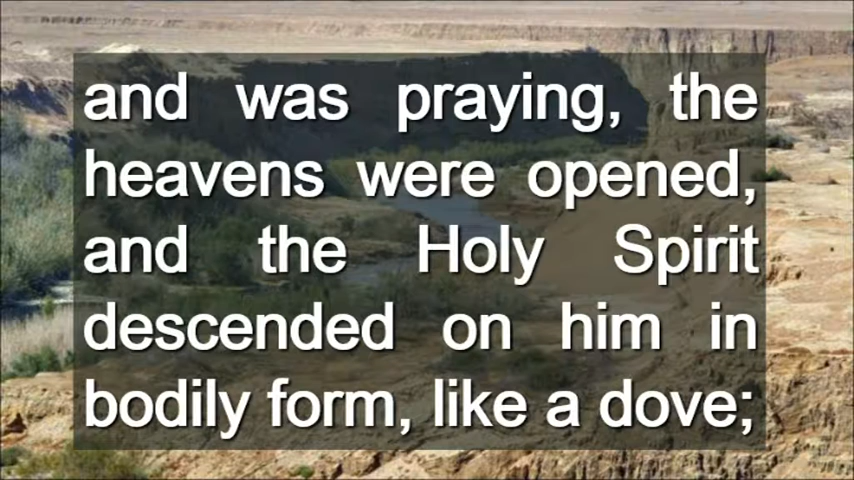 and was praying, the
heavens were opened,
and the Holy Spirit
descended on him in
bodily form, like a dove;